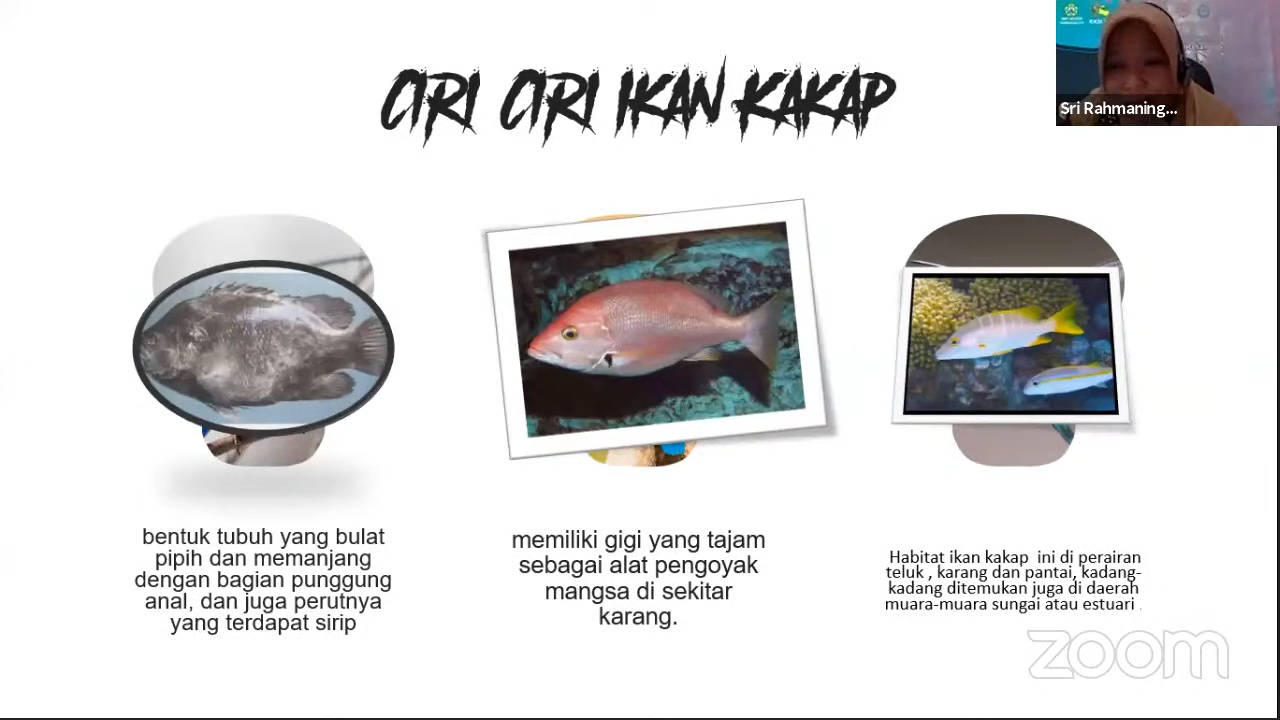 CIRI CIRI IKAN KAKAP
Sri Rahmaning...
bentuk tubuh yang bulat
pipih dan memanjang
dengan bagian punggung
anal, dan juga perutnya
yang terdapat sirip
memiliki gigi yang tajam
sebagai alat pengoyak
mangsa di sekitar
karang.
Habitat ikan kakap ini di perairan
teluk , karang dan pantai, kadang-
kadang ditemukan juga di daerah
muara-muara sungai atau estuari .
zoom